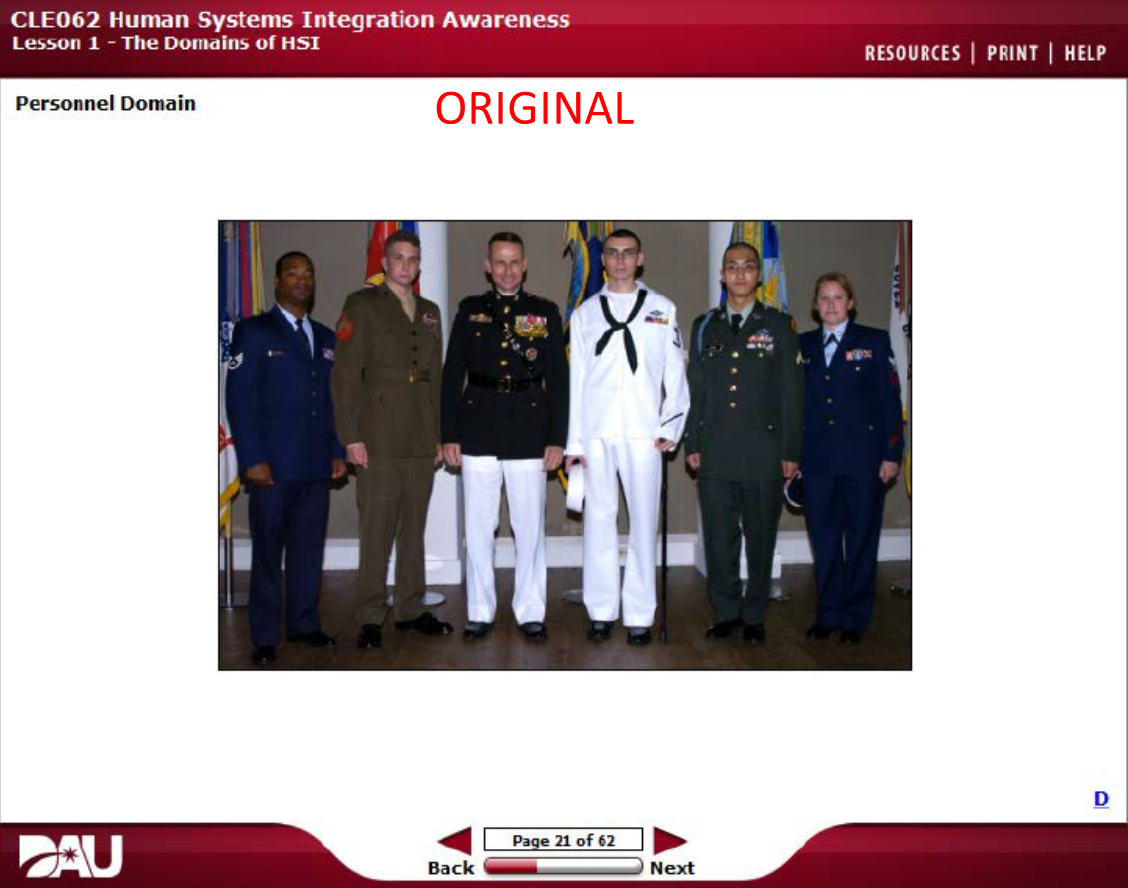 CLE062 Human Systems Integration Awareness
Lesson 1 - The Domains of HSI
RESOURCES | PRINT | HELP
Personnel Domain
ORIGINAL
D
DAU
Page 21 of 62
Back
Next